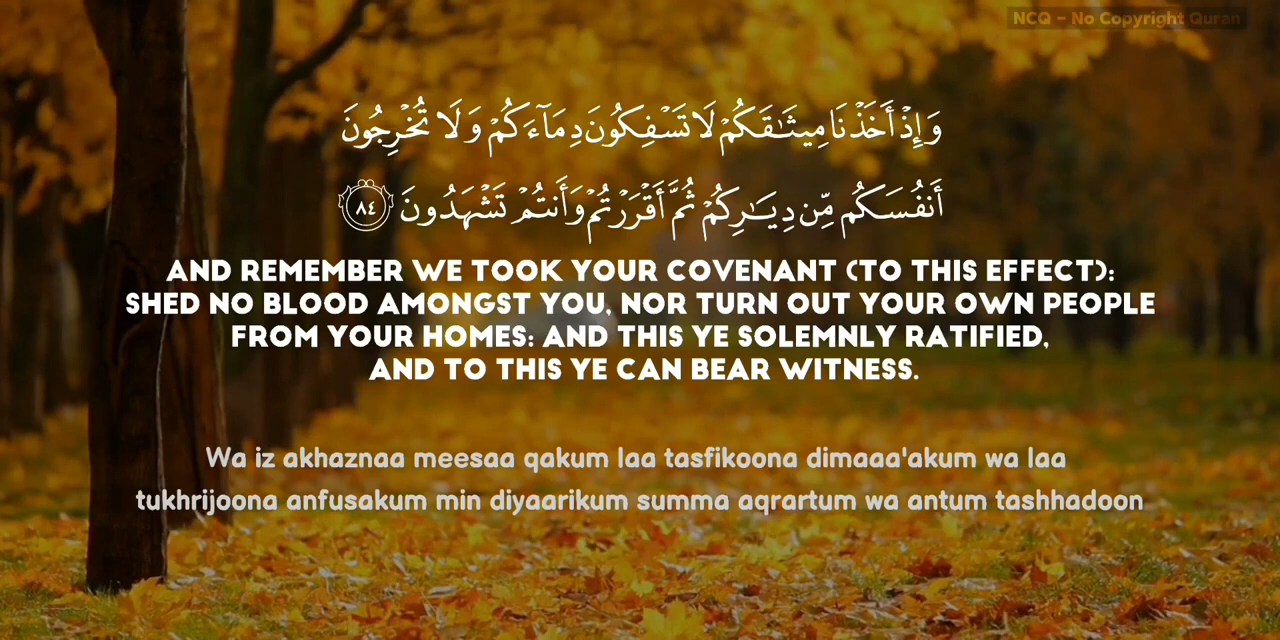 NCQ - No Copyright Quran
وَإِذْ أَخَذْنَا مِيثَـٰقَكُمْ لَا تَسْفِكُونَ دِمَآءَكُمْ وَلَا تُخْرِجُونَ
أَنفُسَكُم مِّن دِيَـٰرِكُمْ ثُمَّ أَقْرَرْتُمْ وَأَنتُمْ تَشْهَدُونَ ٨٤
AND REMEMBER WE TOOK YOUR COVENANT (TO THIS EFFECT):
SHED NO BLOOD AMONGST YOU, NOR TURN OUT YOUR OWN PEOPLE
FROM YOUR HOMES: AND THIS YE SOLEMNLY RATIFIED,
AND TO THIS YE CAN BEAR WITNESS.
Wa iz akhaznaa meesaa qakum laa tasfikoona dimaaa'akum wa laa
tukhrijoona anfusakum min diyaarikum summa aqrartum wa antum tashhadoon